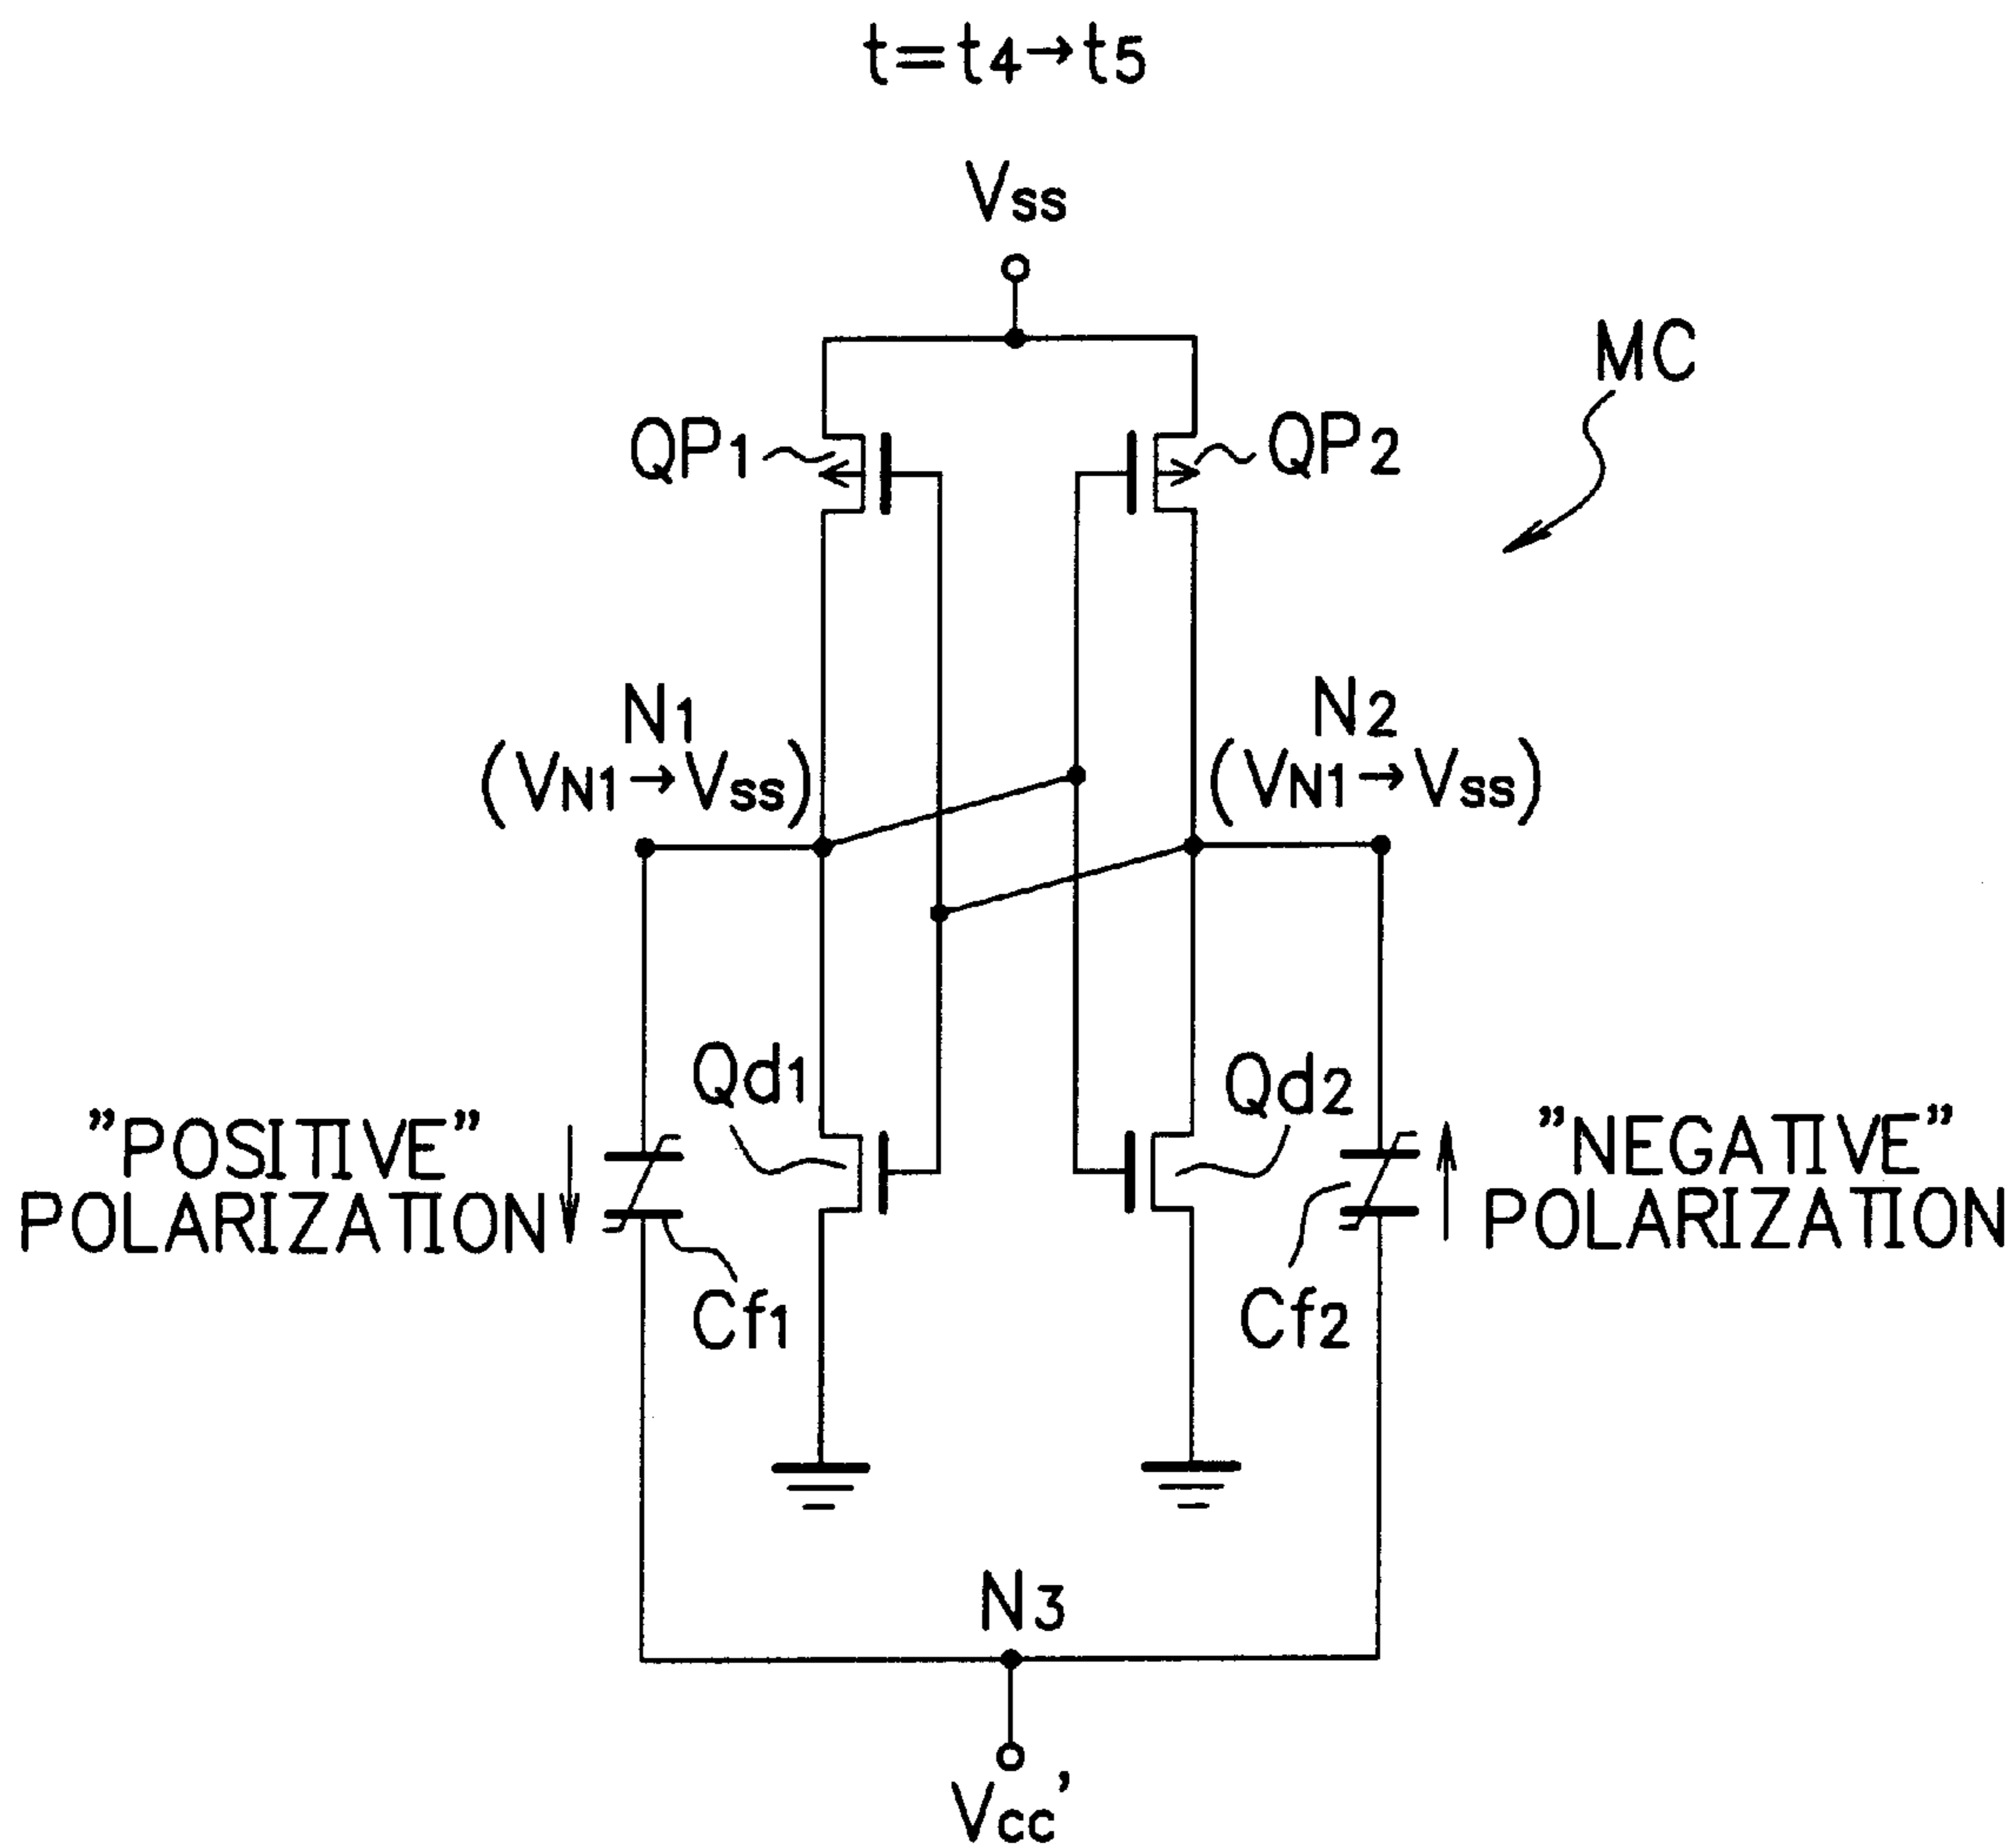 t=t4→t5
Vss
MC
QP1
QP2
N1
(VN1→Vss)
N2
(VN1→Vss)
Qd1
Qd2
"POSITIVE"
POLARIZATION
"NEGATIVE"
POLARIZATION
Cf1
Cf2
N3
Vcc'